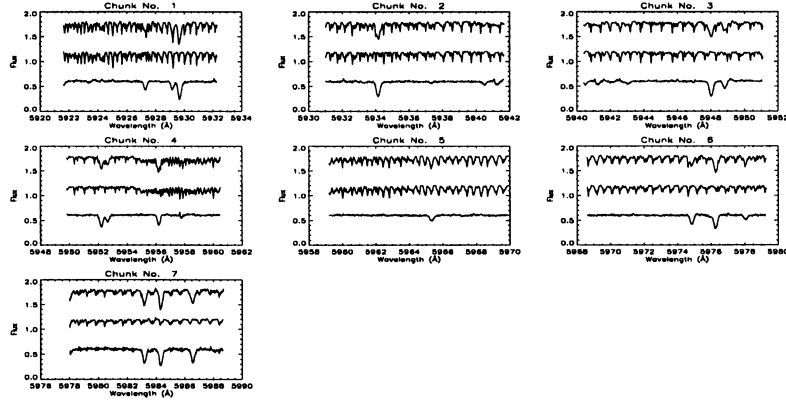 Chunk No. 1
Flux
2.0
1.5
1.0
0.5
0.0
5920 5922 5924 5926 5928 5930 5932 5934
Wavelength (Å)
Chunk No. 2
Flux
2.0
1.5
1.0
0.5
0.0
5930 5932 5934 5936 5938 5940 5942
Wavelength (Å)
Chunk No. 3
Flux
2.0
1.5
1.0
0.5
0.0
5940 5942 5944 5946 5948 5950 5952
Wavelength (Å)
Chunk No. 4
Flux
2.0
1.5
1.0
0.5
0.0
5948 5950 5952 5954 5956 5958 5960 5962
Wavelength (Å)
Chunk No. 5
Flux
2.0
1.5
1.0
0.5
0.0
5958 5960 5962 5964 5966 5968 5970
Wavelength (Å)
Chunk No. 6
Flux
2.0
1.5
1.0
0.5
0.0
5968 5970 5972 5974 5976 5978 5980
Wavelength (Å)
Chunk No. 7
Flux
2.0
1.5
1.0
0.5
0.0
5976 5978 5980 5982 5984 5986 5988 5990
Wavelength (Å)